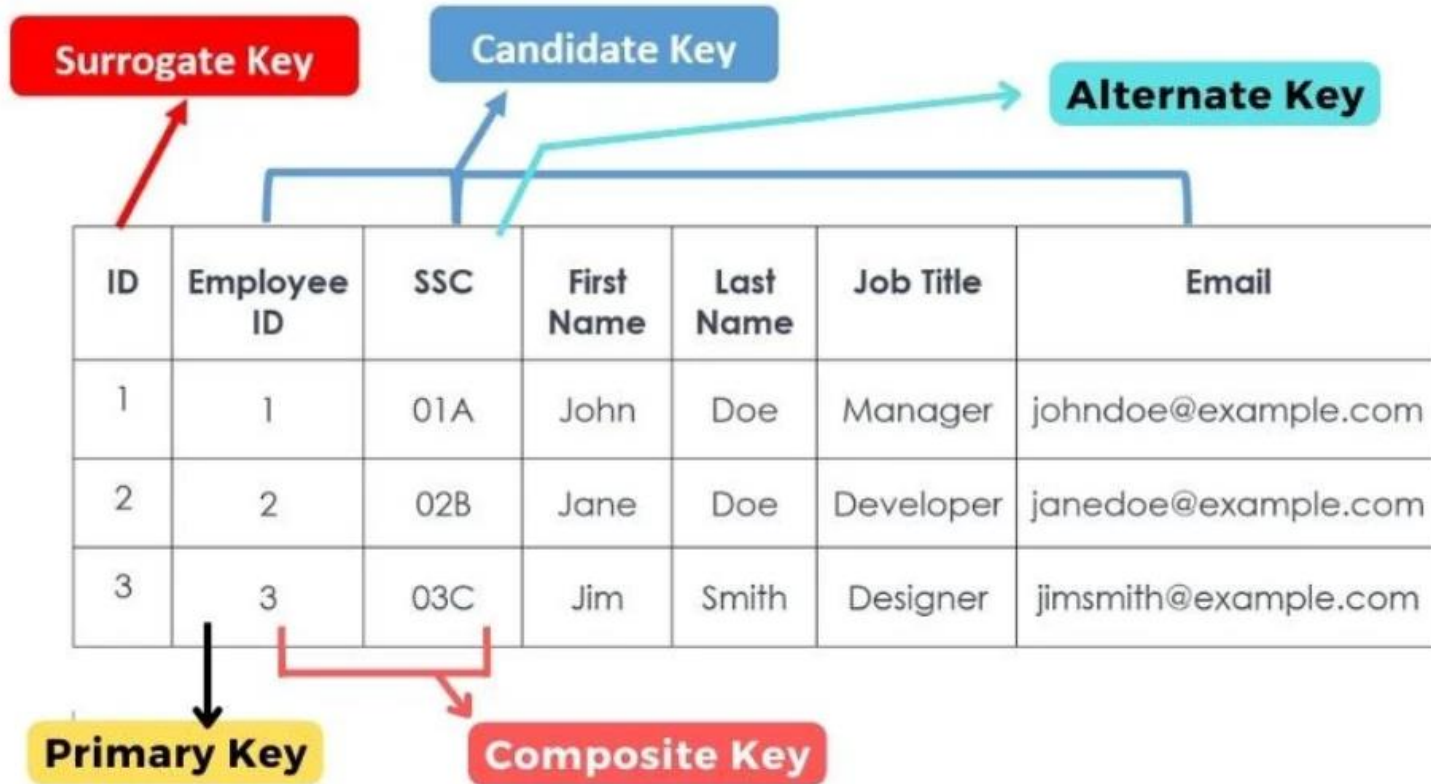 Surrogate Key
Candidate Key
Alternate Key
ID Employee ID SSC First Name Last Name Job Title Email
1 1 01A John Doe Manager johndoe@example.com
2 2 02B Jane Doe Developer janedoe@example.com
3 3 03C Jim Smith Designer jimsmith@example.com
Primary Key
Composite Key